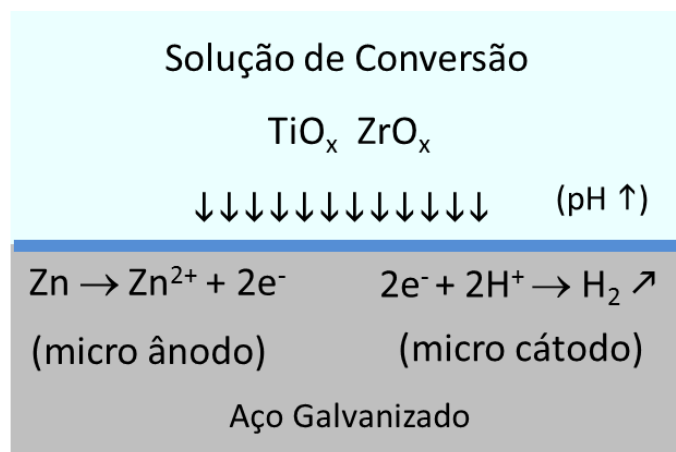 Solução de Conversão
TiOₓ ZrOₓ
↓↓↓↓↓↓↓↓↓↓↓↓ (pH ↑)
Zn → Zn²⁺ + 2e⁻ 2e⁻ + 2H⁺ → H₂ ↗
(micro ânodo) (micro cátodo)
Aço Galvanizado